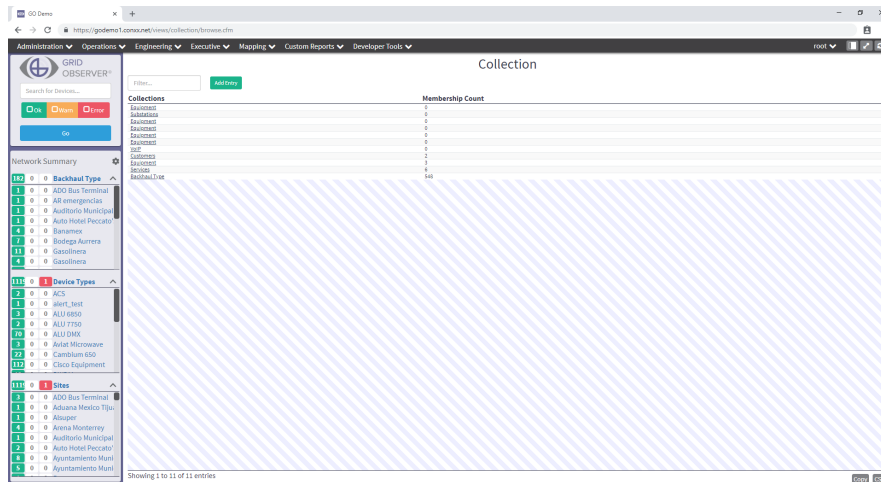 GO Demo
https://godemo1.conxx.net/views/collection/browse.cfm
Administration Operations Engineering Executive Mapping Custom Reports Developer Tools root
GRID
OBSERVER
Search for Devices...
Ok Warn Error
Go
Network Summary
182 0 0 Backhaul Type
1 0 0 ADO Bus Terminal
1 0 0 AR emergencias
1 0 0 Auditorio Municipal
1 0 0 Auto Hotel Peccato'
4 0 0 Banamex
7 0 0 Bodega Aurrera
11 0 0 Gasolinera
4 0 0 Gasolinera
1119 0 1 Device Types
2 0 0 ACS
1 0 0 alert_test
3 0 0 ALU 6850
2 0 0 ALU 7750
70 0 0 ALU DMX
3 0 0 Aviat Microwave
22 0 0 Cambium 650
112 0 0 Cisco Equipment
1119 0 1 Sites
3 0 0 ADO Bus Terminal
1 0 0 Aduana Mexico Tiju
1 0 0 Alsuper
4 0 0 Arena Monterrey
1 0 0 Auditorio Municipal
2 0 0 Auto Hotel Peccato'
8 0 0 Ayuntamiento Muni
5 0 0 Ayuntamiento Muni
Collection
Filter... Add Entry
Collections Membership Count
Equipment 0
Substations 0
Equipment 0
Equipment 0
Equipment 0
Equipment 0
VoIP 0
Customers 2
Equipment 3
Services 6
Backhaul Type 548
Showing 1 to 11 of 11 entries
Copy